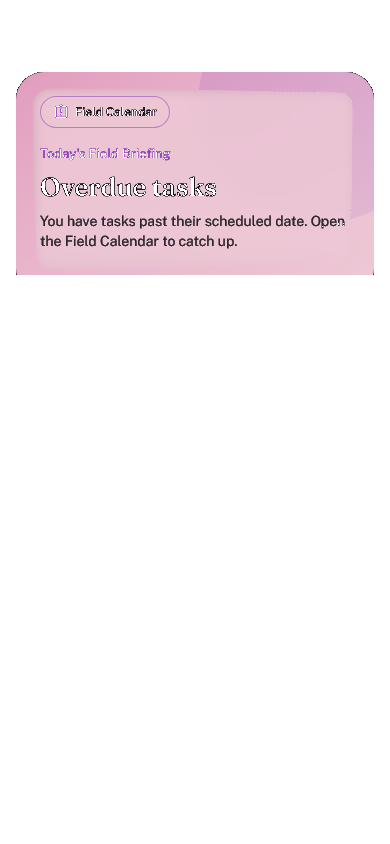 Field Calendar
Today's Field Briefing
Overdue tasks
You have tasks past their scheduled date. Open
the Field Calendar to catch up.